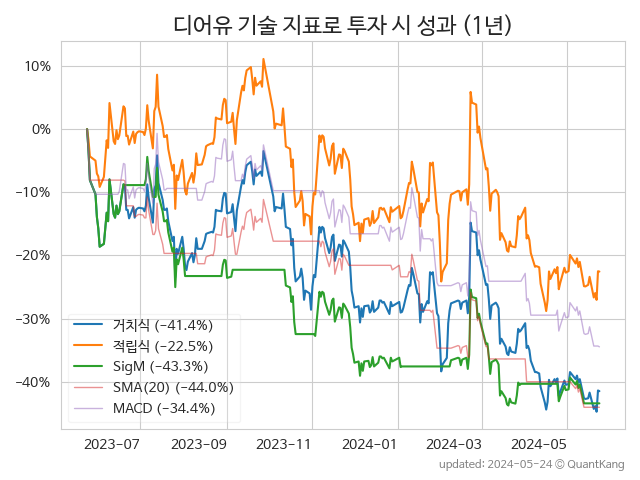 디어유 기술 지표로 투자 시 성과 (1년)
10%
0%
−10%
−20%
−30%
−40%
거치식 (−41.4%)
적립식 (−22.5%)
SigM (−43.3%)
SMA(20) (−44.0%)
MACD (−34.4%)
2023−07 2023−09 2023−11 2024−01 2024−03 2024−05
updated: 2024−05−24 © QuantKang